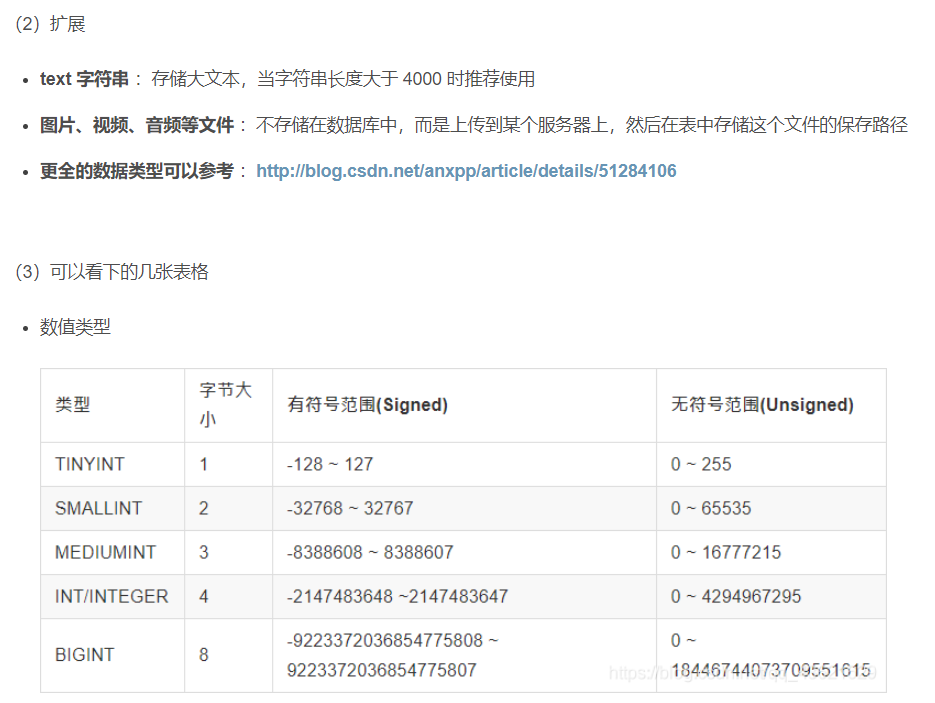 （2）扩展
• text 字符串 ：存储大文本，当字符串长度大于 4000 时推荐使用
• 图片、视频、音频等文件 ：不存储在数据库中，而是上传到某个服务器上，然后在表中存储这个文件的保存路径
• 更全的数据类型可以参考 ：http://blog.csdn.net/anxpp/article/details/51284106
（3）可以看下的几张表格
• 数值类型
类型 字节大小 有符号范围(Signed) 无符号范围(Unsigned)
TINYINT 1 -128 ~ 127 0 ~ 255
SMALLINT 2 -32768 ~ 32767 0 ~ 65535
MEDIUMINT 3 -8388608 ~ 8388607 0 ~ 16777215
INT/INTEGER 4 -2147483648 ~2147483647 0 ~ 4294967295
BIGINT 8 -9223372036854775808 ~ 9223372036854775807 0 ~ 18446744073709551615